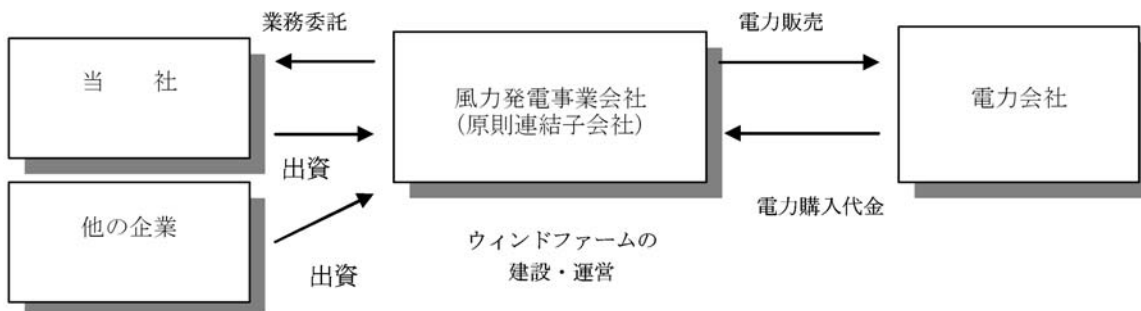 業務委託
電力販売
当　　社
風力発電事業会社
(原則連結子会社)
電力会社
出資
他の企業
電力購入代金
ウィンドファームの
建設・運営
出資